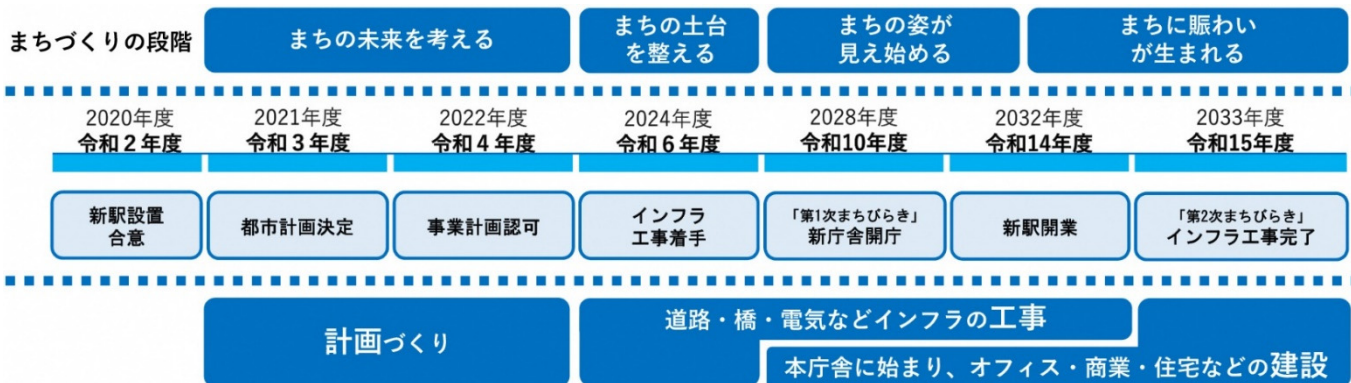 まちづくりの段階
まちの未来を考える
まちの土台
を整える
まちの姿が
見え始める
まちに賑わい
が生まれる
2020年度
令和2年度
2021年度
令和3年度
2022年度
令和4年度
2024年度
令和6年度
2028年度
令和10年度
2032年度
令和14年度
2033年度
令和15年度
新駅設置
合意
都市計画決定
事業計画認可
インフラ
工事着手
「第1次まちびらき」
新庁舎開庁
新駅開業
「第2次まちびらき」
インフラ工事完了
計画づくり
道路・橋・電気などインフラの工事
本庁舎に始まり、オフィス・商業・住宅などの建設